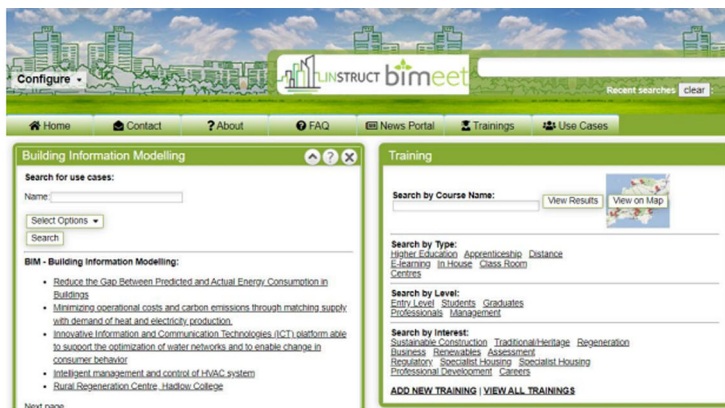 Configure
LINSTRUCT bimeet
Recent searches clear
Home Contact ? About FAQ News Portal Trainings Use Cases
Building Information Modelling
Search for use cases:
Name:
Select Options
Search
BIM - Building Information Modelling:
Reduce the Gap Between Predicted and Actual Energy Consumption in
Buildings
Minimizing operational costs and carbon emissions through matching supply
with demand of heat and electricity production.
Innovative Information and Communication Technologies (ICT) platform able
to support the optimization of water networks and to enable change in
consumer behavior
Intelligent management and control of HVAC system
Rural Regeneration Centre, Hadlow College
Next page
Training
Search by Course Name:
View Results View on Map
Search by Type:
Higher Education Apprenticeship Distance
E-learning In House Class Room
Centres
Search by Level:
Entry Level Students Graduates
Professionals Management
Search by Interest:
Sustainable Construction Traditional/Heritage Regeneration
Business Renewables Assessment
Regulatory Specialist Housing Specialist Housing
Professional Development Careers
ADD NEW TRAINING | VIEW ALL TRAININGS